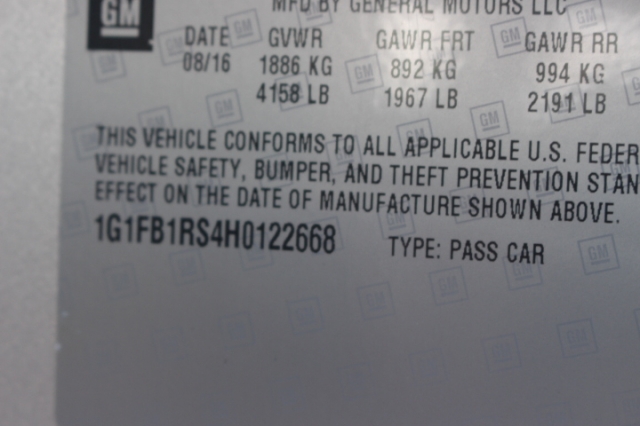 GM
MFD BY GENERAL MOTORS LLC
DATE GVWR GAWR FRT GAWR RR
08/16 1886 KG 892 KG 994 KG
4158 LB 1967 LB 2191 LB
THIS VEHICLE CONFORMS TO ALL APPLICABLE U.S. FEDER
VEHICLE SAFETY, BUMPER, AND THEFT PREVENTION STAN
EFFECT ON THE DATE OF MANUFACTURE SHOWN ABOVE.
1G1FB1RS4H0122668 TYPE: PASS CAR